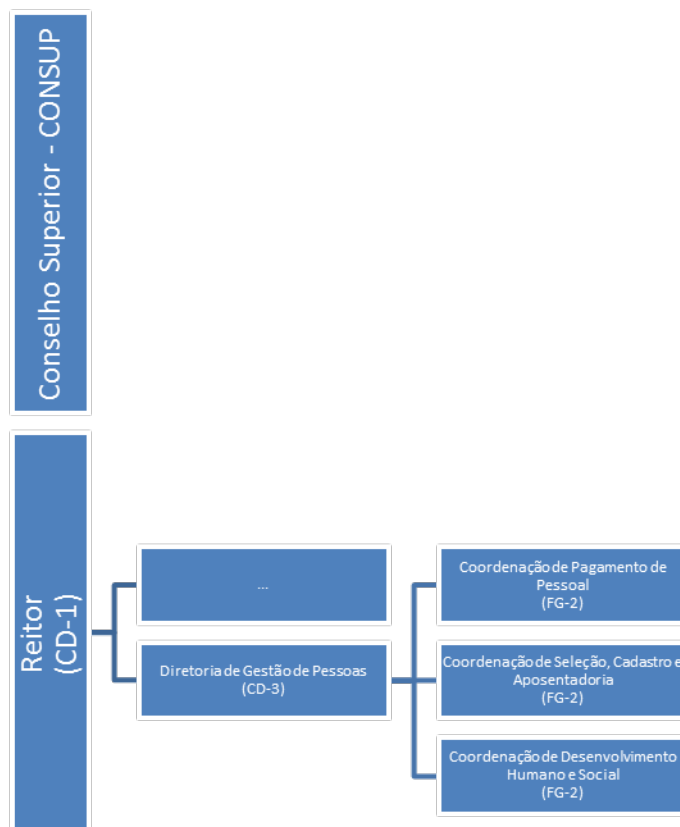 Conselho Superior - CONSUP
Reitor
(CD-1)
...
Diretoria de Gestão de Pessoas
(CD-3)
Coordenação de Pagamento de
Pessoal
(FG-2)
Coordenação de Seleção, Cadastro e
Aposentadoria
(FG-2)
Coordenação de Desenvolvimento
Humano e Social
(FG-2)